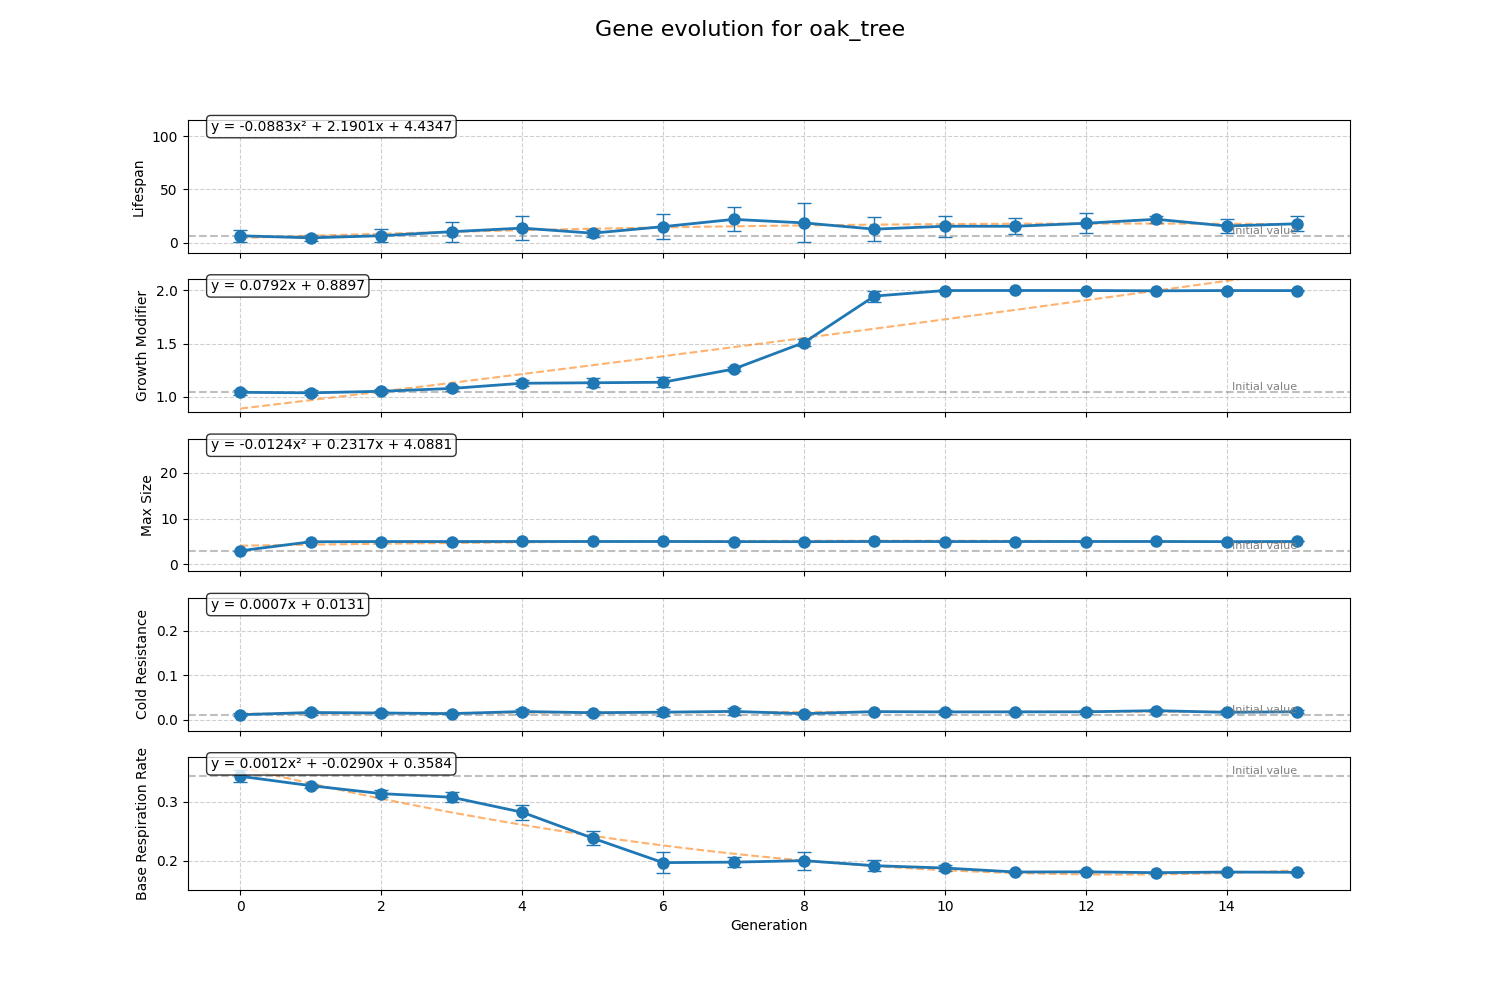 Gene evolution for oak_tree
y = -0.0883x² + 2.1901x + 4.4347
100
50
0
Lifespan
Initial value
y = 0.0792x + 0.8897
2.0
1.5
1.0
Growth Modifier
Initial value
y = -0.0124x² + 0.2317x + 4.0881
20
10
0
Max Size
Initial value
y = 0.0007x + 0.0131
0.2
0.1
0.0
Cold Resistance
Initial value
y = 0.0012x² + -0.0290x + 0.3584
0.3
0.2
Base Respiration Rate
Initial value
0 2 4 6 8 10 12 14
Generation